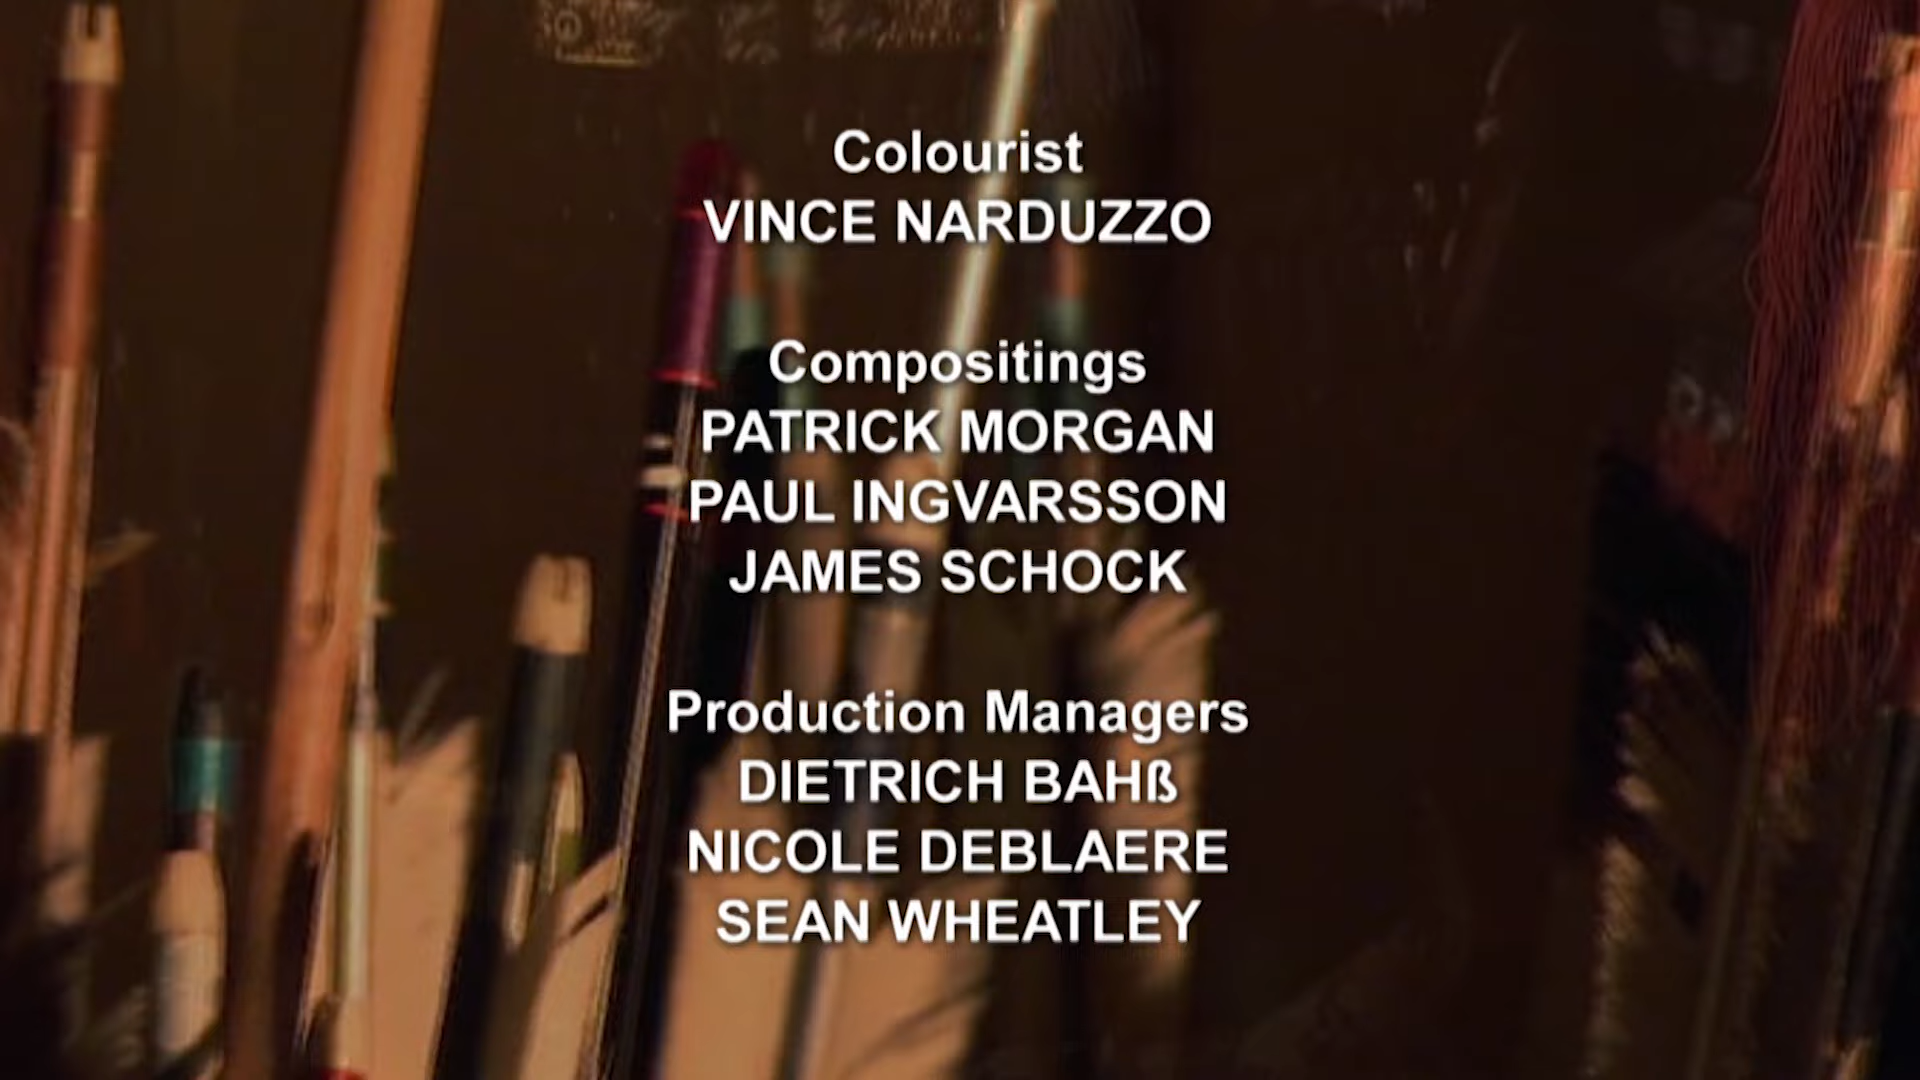 Colourist
VINCE NARDUZZO
Compositings
PATRICK MORGAN
PAUL INGVARSSON
JAMES SCHOCK
Production Managers
DIETRICH BAHß
NICOLE DEBLAERE
SEAN WHEATLEY